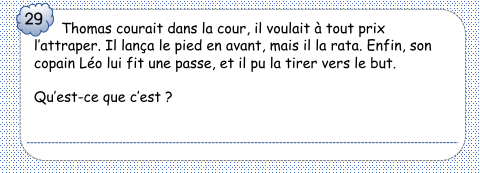 29
Thomas courait dans la cour, il voulait à tout prix
l'attraper. Il lança le pied en avant, mais il la rata. Enfin, son
copain Léo lui fit une passe, et il pu la tirer vers le but.
Qu'est-ce que c'est ?